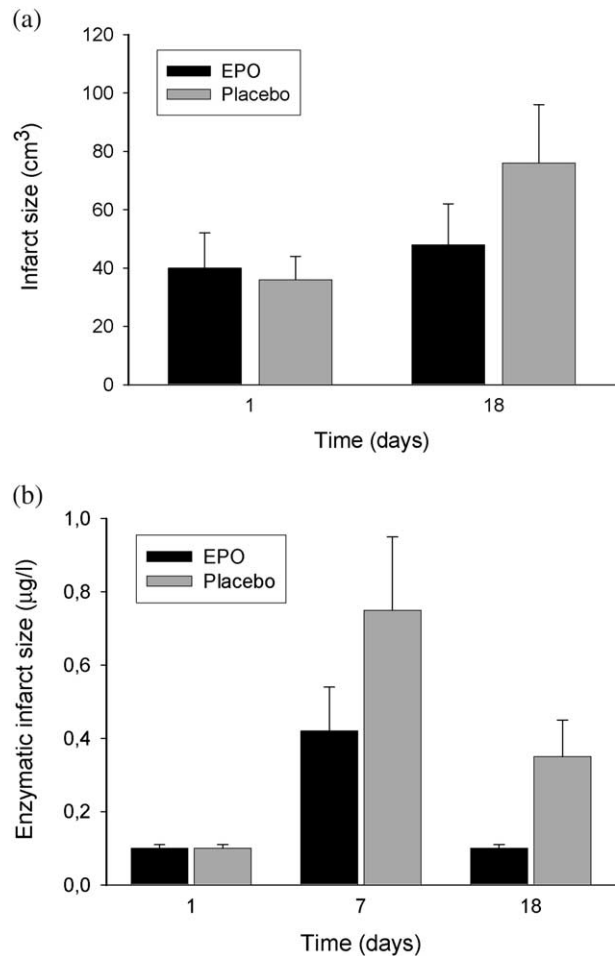 (a)
120
100
80
60
40
20
0
Infarct size (cm³)
EPO
Placebo
1 18
Time (days)
(b)
1,0
0,8
0,6
0,4
0,2
0,0
Enzymatic infarct size (µg/l)
EPO
Placebo
1 7 18
Time (days)